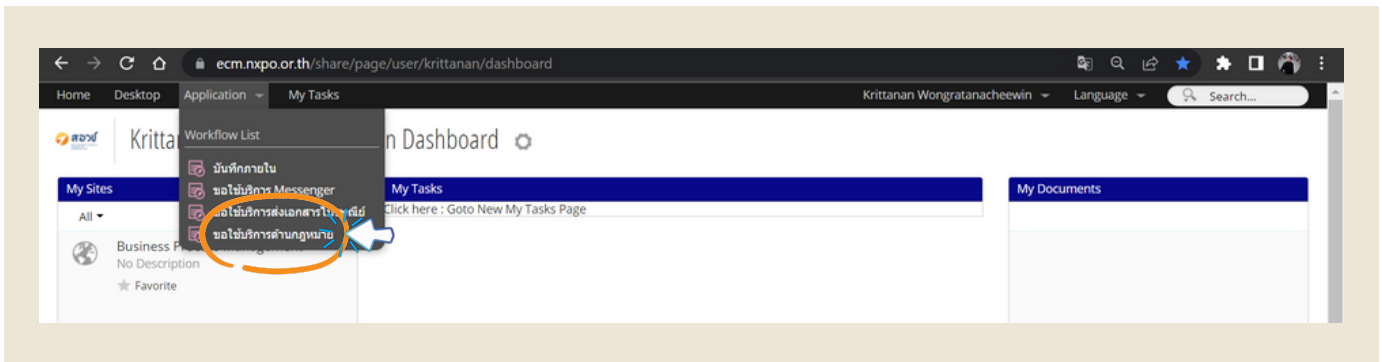 ecm.nxpo.or.th/share/page/user/krittanan/dashboard
Home Desktop Application My Tasks Krittanan Wongratanacheewin Language Search...
สอวช Kritta n Dashboard
Workflow List
บันทึกภายใน
ขอใช้บริการ Messenger
ขอใช้บริการส่งเอกสารไปรษณีย์
ขอใช้บริการด้านกฎหมาย
My Sites My Tasks My Documents
All Click here : Goto New My Tasks Page
Business
No Description
Favorite